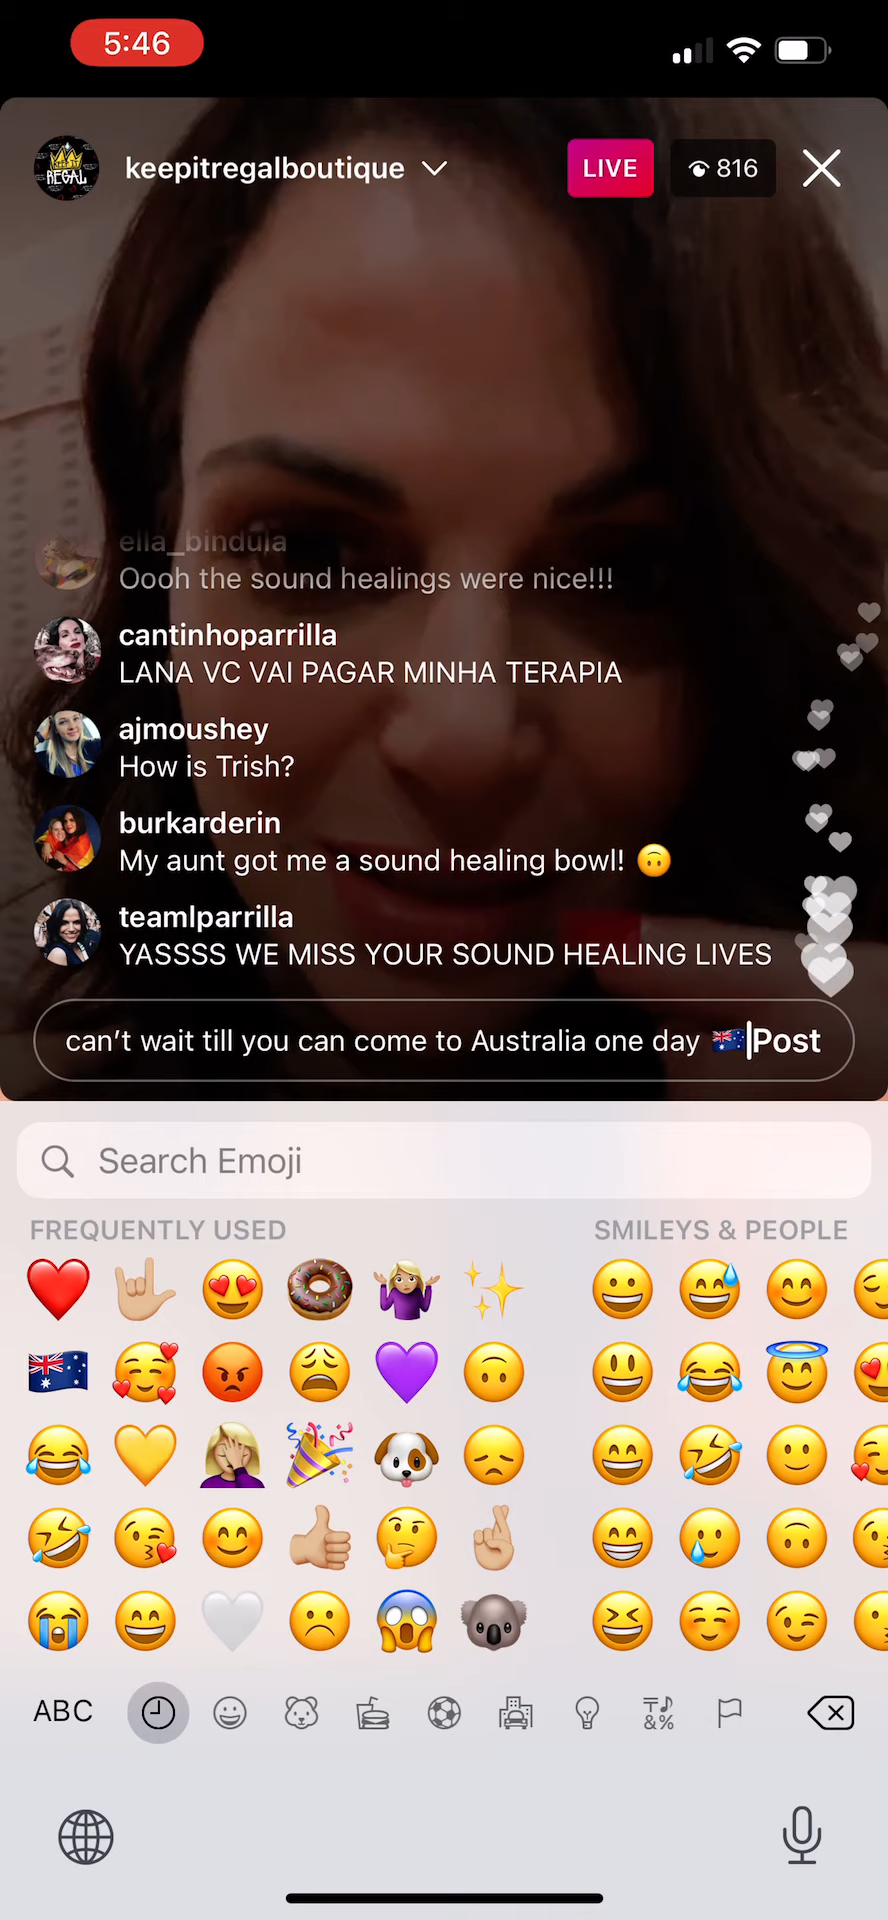 5:46
REGAL
keepitregalboutique
LIVE
816
ella_bindula
Oooh the sound healings were nice!!!
cantinhoparrilla
LANA VC VAI PAGAR MINHA TERAPIA
ajmoushey
How is Trish?
burkarderin
My aunt got me a sound healing bowl! 🙃
teamlparrilla
YASSSS WE MISS YOUR SOUND HEALING LIVES
can’t wait till you can come to Australia one day 🇦🇺 Post
Search Emoji
FREQUENTLY USED SMILEYS & PEOPLE
ABC
&%